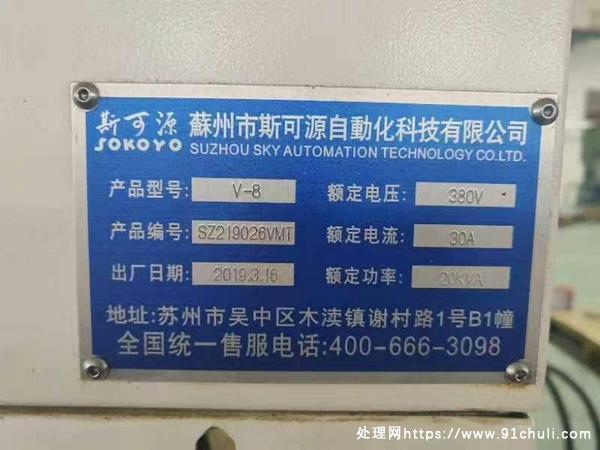 斯可源 蘇州市斯可源自動化科技有限公司
SOKOYO SUZHOU SKY AUTOMATION TECHNOLOGY CO.LTD.
产品型号: V-8 额定电压: 380V
产品编号: SZ219026VMT 额定电流: 30A
出厂日期: 2019.3.16 额定功率: 20KVA
地址:苏州市吴中区木渎镇谢村路1号B1幢
全国统一售服电话:400-666-3098
处理网https://www.91chuli.com/